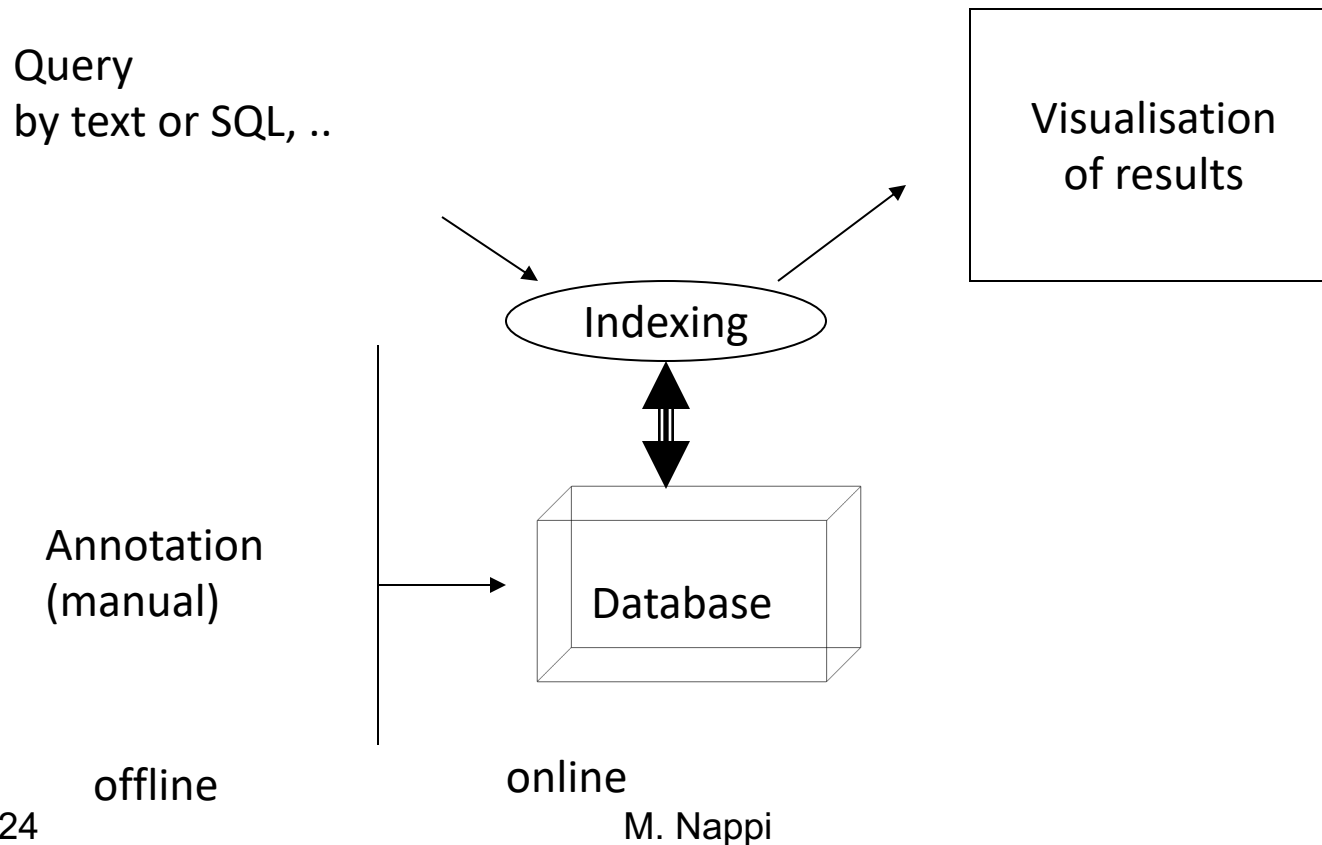 Query
by text or SQL, ..
Visualisation
of results
Indexing
Annotation
(manual)
Database
offline
online
24
M. Nappi